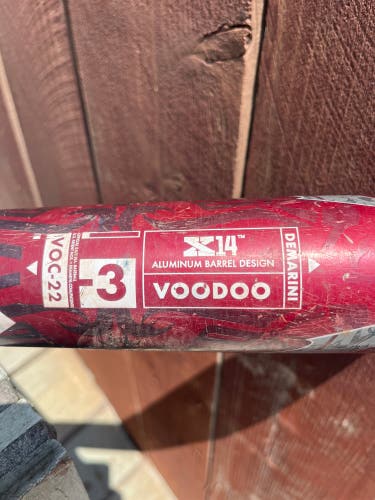 VOC-22
-3
X14™
ALUMINUM BARREL DESIGN
VOODOO
DEMARINI